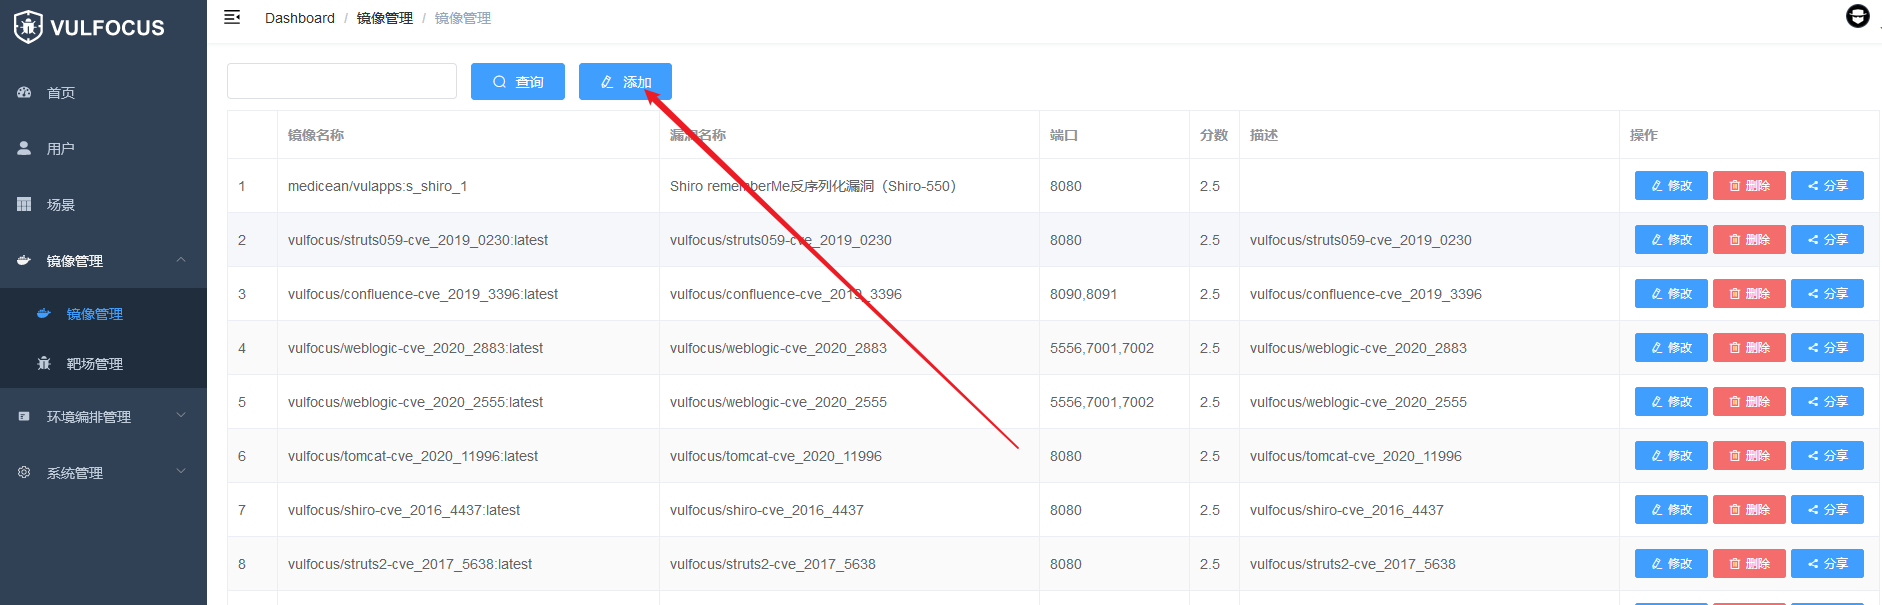 VULFOCUS
Dashboard / 镜像管理 / 镜像管理
首页
用户
场景
镜像管理
镜像管理
靶场管理
环境编排管理
系统管理
查询 添加
镜像名称 漏洞名称 端口 分数 描述 操作
1 medicean/vulapps:s_shiro_1 Shiro rememberMe反序列化漏洞（Shiro-550） 8080 2.5 修改 删除 分享
2 vulfocus/struts059-cve_2019_0230:latest vulfocus/struts059-cve_2019_0230 8080 2.5 vulfocus/struts059-cve_2019_0230 修改 删除 分享
3 vulfocus/confluence-cve_2019_3396:latest vulfocus/confluence-cve_2019_3396 8090,8091 2.5 vulfocus/confluence-cve_2019_3396 修改 删除 分享
4 vulfocus/weblogic-cve_2020_2883:latest vulfocus/weblogic-cve_2020_2883 5556,7001,7002 2.5 vulfocus/weblogic-cve_2020_2883 修改 删除 分享
5 vulfocus/weblogic-cve_2020_2555:latest vulfocus/weblogic-cve_2020_2555 5556,7001,7002 2.5 vulfocus/weblogic-cve_2020_2555 修改 删除 分享
6 vulfocus/tomcat-cve_2020_11996:latest vulfocus/tomcat-cve_2020_11996 8080 2.5 vulfocus/tomcat-cve_2020_11996 修改 删除 分享
7 vulfocus/shiro-cve_2016_4437:latest vulfocus/shiro-cve_2016_4437 8080 2.5 vulfocus/shiro-cve_2016_4437 修改 删除 分享
8 vulfocus/struts2-cve_2017_5638:latest vulfocus/struts2-cve_2017_5638 8080 2.5 vulfocus/struts2-cve_2017_5638 修改 删除 分享